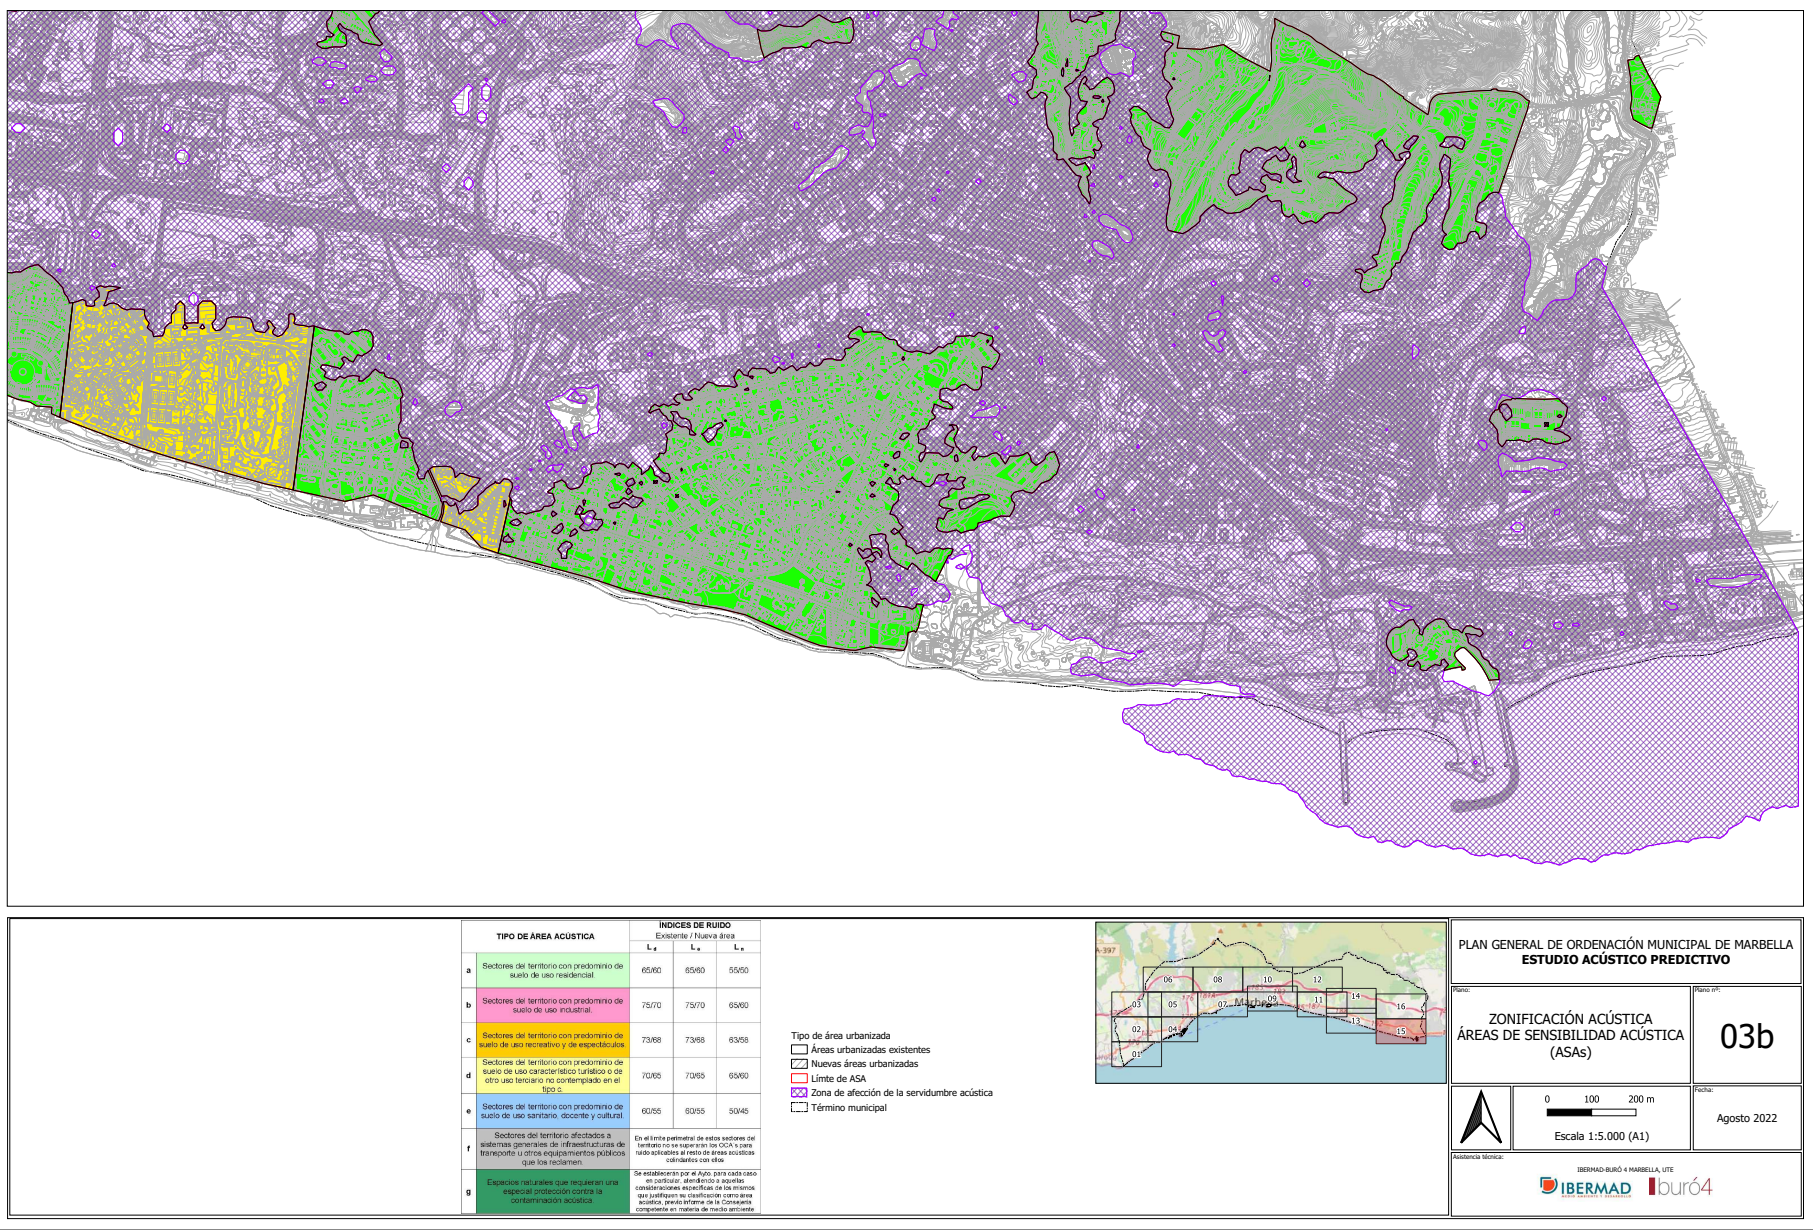 TIPO DE ÁREA ACÚSTICA
ÍNDICES DE RUIDO
Existente / Nueva área
L d
L e
L n
a
Sectores del territorio con predominio de
suelo de uso residencial.
65/60
65/60
55/50
b
Sectores del territorio con predominio de
suelo de uso industrial.
75/70
75/70
65/60
c
Sectores del territorio con predominio de
suelo de uso recreativo y de espectáculos.
73/68
73/68
63/58
d
Sectores del territorio con predominio de
suelo de uso característico turístico o de
otro uso terciario no contemplado en el
tipo c.
70/65
70/65
65/60
e
Sectores del territorio con predominio de
suelo de uso sanitario, docente y cultural.
60/55
60/55
50/45
f
Sectores del territorio afectados a
sistemas generales de infraestructuras de
transporte u otros equipamientos públicos
que los reclamen
En el límite perimetral de estos sectores del
territorio no se superarán los OCA's para
ruido aplicables al resto de áreas acústicas
colindantes con ellos
g
Espacios naturales que requieran una
especial protección contra la
contaminación acústica.
Se establecerán por el Ayto. para cada caso
en particular, atendiendo a aquellas
consideraciones específicas de los mismos
que justifiquen su clasificación como área
acústica, previo informe de la Consejería
competente en materia de medio ambiente
Tipo de área urbanizada
Áreas urbanizadas existentes
Nuevas áreas urbanizadas
Límte de ASA
Zona de afección de la servidumbre acústica
Término municipal
A-397
06
08
10
12
03
05
07
Marbella
09
11
14
16
02
04
13
15
01
PLAN GENERAL DE ORDENACIÓN MUNICIPAL DE MARBELLA
ESTUDIO ACÚSTICO PREDICTIVO
Plano:
ZONIFICACIÓN ACÚSTICA
ÁREAS DE SENSIBILIDAD ACÚSTICA
(ASAs)
Plano nº:
03b
0 100 200 m
Escala 1:5.000 (A1)
Fecha:
Agosto 2022
Asistencia técnica:
IBERMAD-BURÓ 4 MARBELLA, UTE
IBERMAD
MEDIO AMBIENTE Y DESARROLLO
buró4